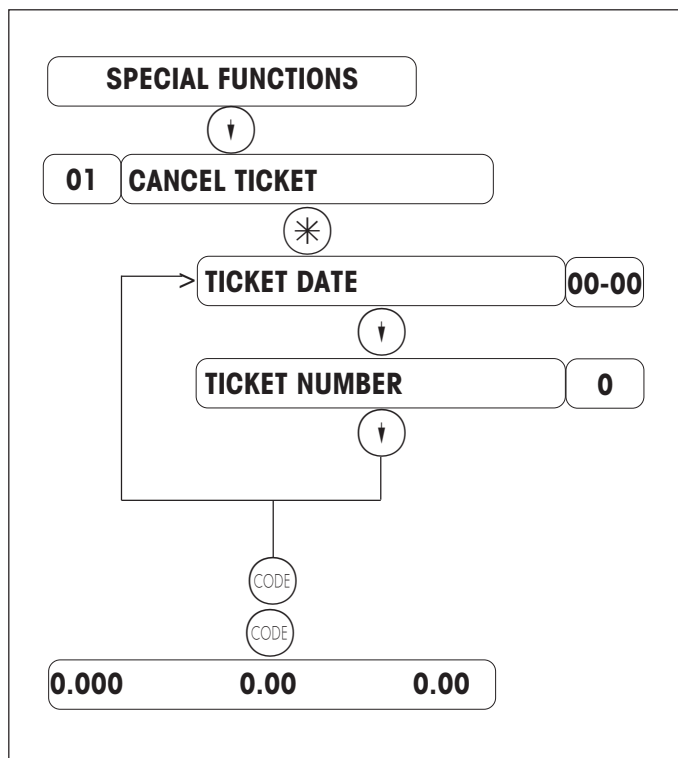 SPECIAL FUNCTIONS
01 CANCEL TICKET
TICKET DATE 00-00
TICKET NUMBER 0
CODE
CODE
0.000 0.00 0.00